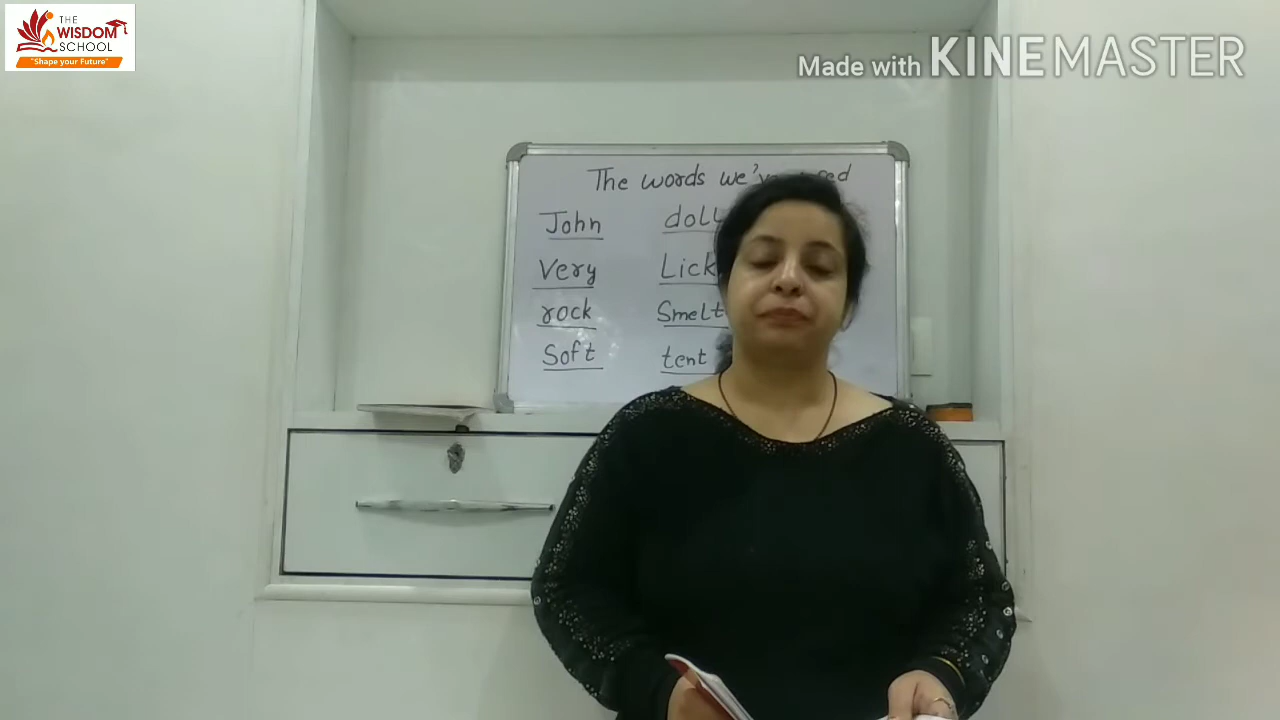 THE
WISDOM
SCHOOL
"Shape your Future"
Made with KINEMASTER
The words we've
John doll
Very Lick
rock Smelt
Soft tent